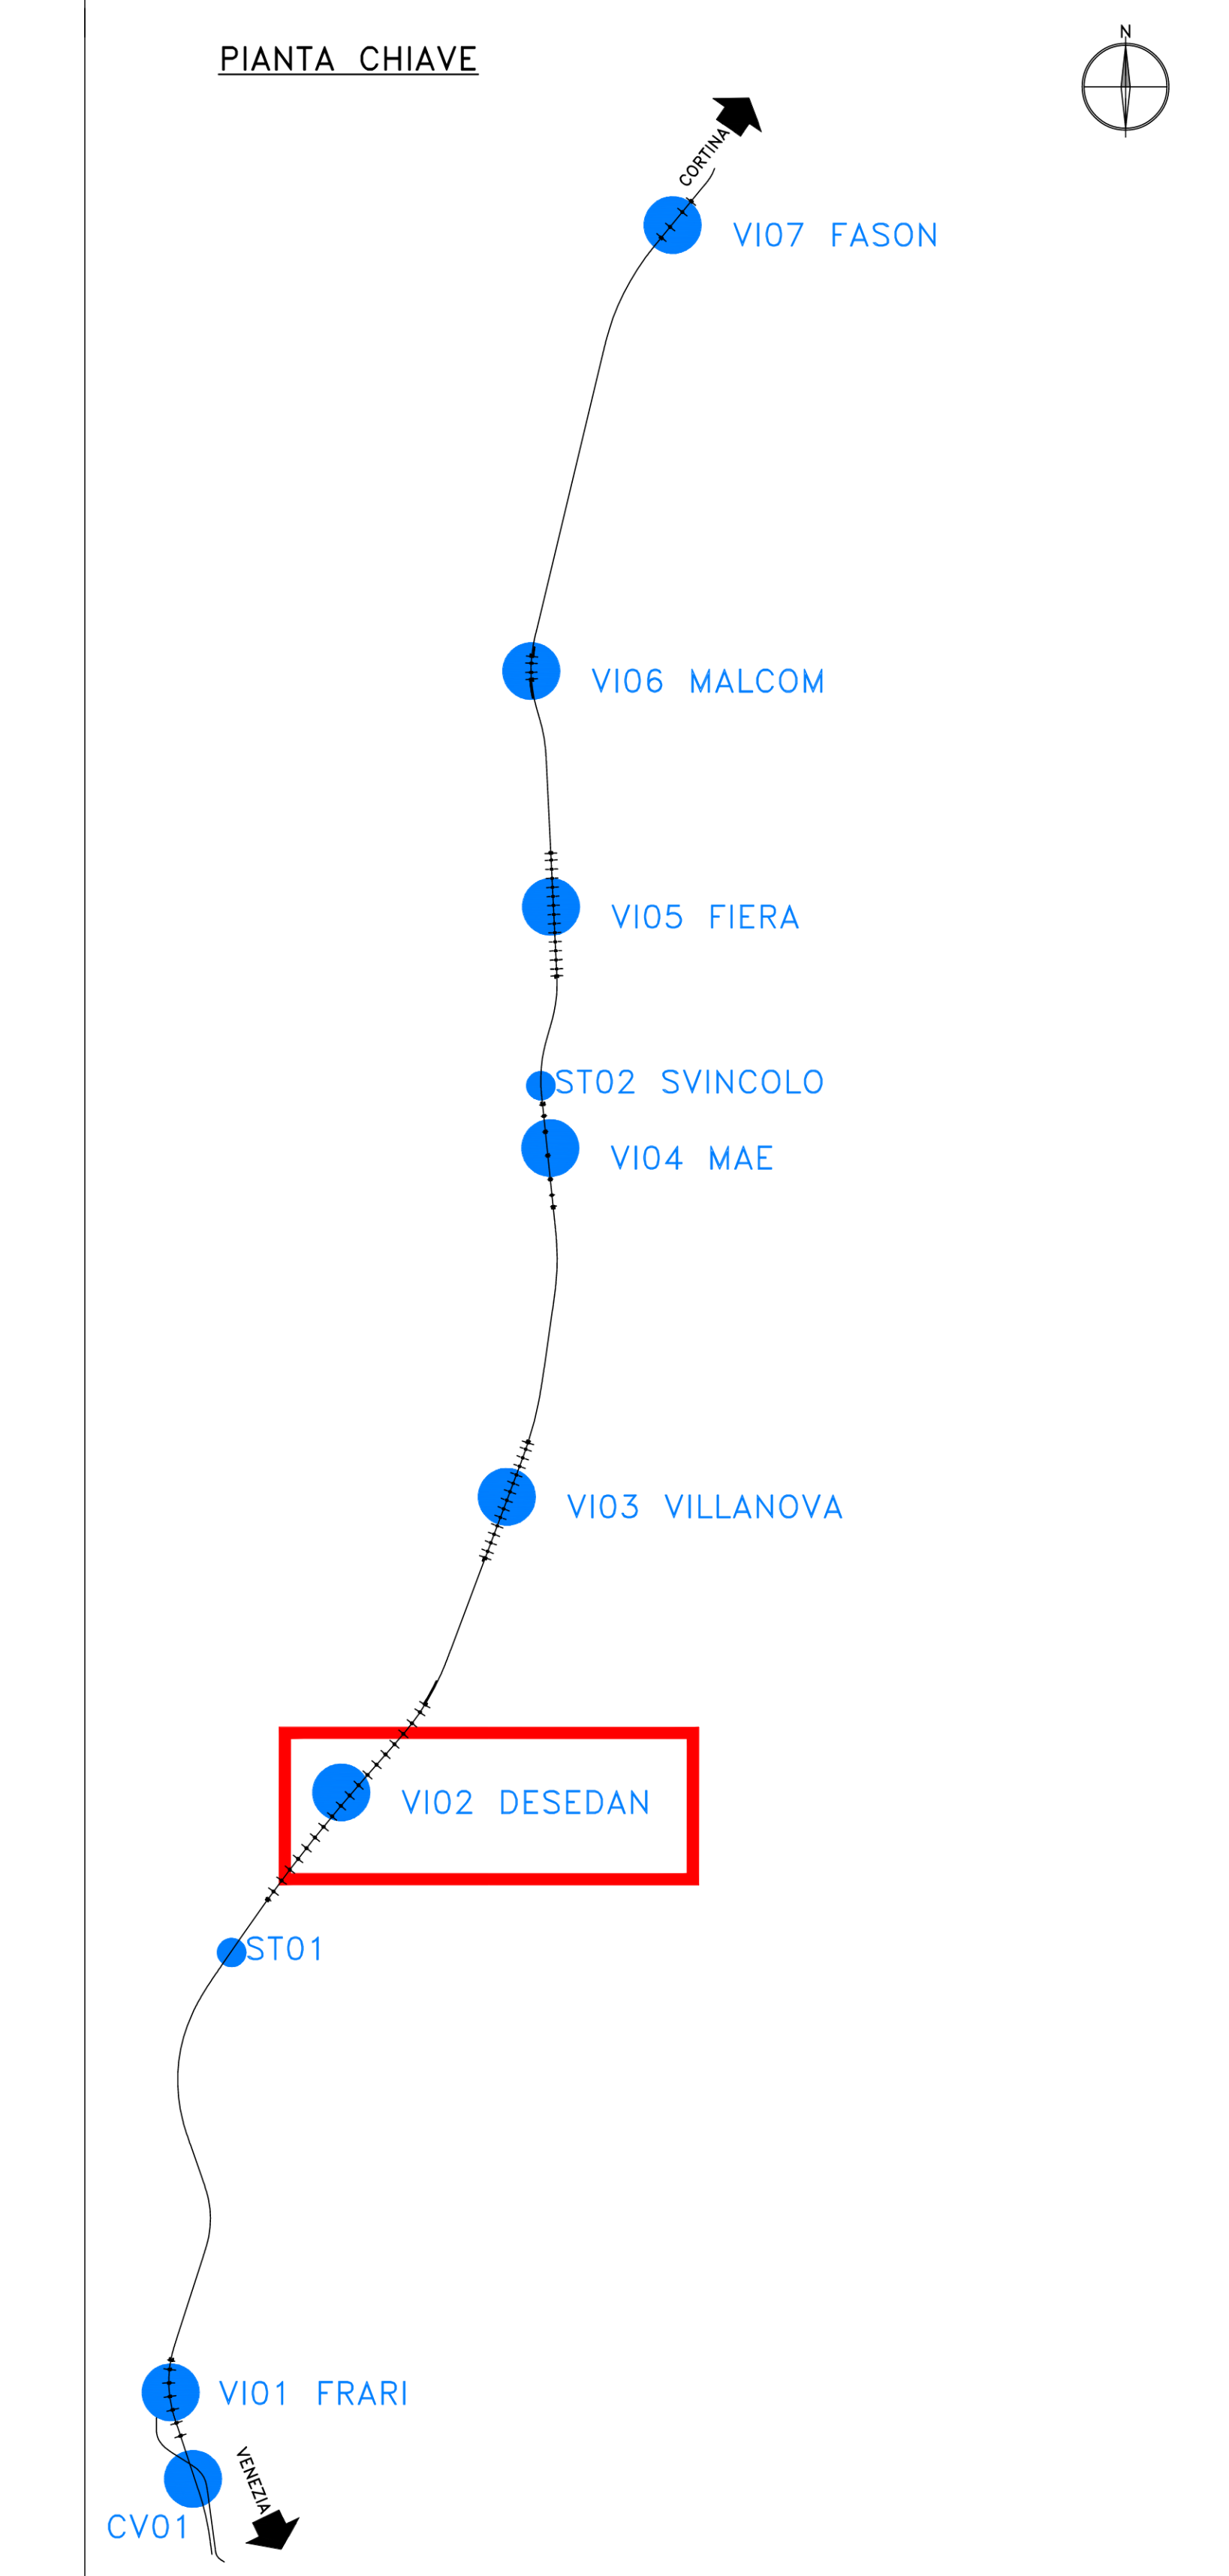 PIANTA CHIAVE
N
CORTINA
VI07 FASON
VI06 MALCOM
VI05 FIERA
ST02 SVINCOLO
VI04 MAE
VI03 VILLANOVA
VI02 DESEDAN
ST01
VI01 FRARI
VENEZIA
CV01